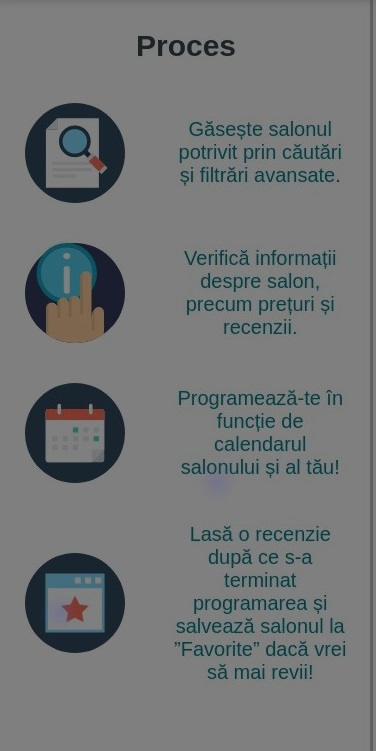 Proces
Găsește salonul
potrivit prin căutări
și filtrări avansate.
Verifică informații
despre salon,
precum prețuri și
recenzii.
Programează-te în
funcție de
calendarul
salonului și al tău!
Lasă o recenzie
după ce s-a
terminat
programarea și
salvează salonul la
”Favorite” dacă vrei
să mai revii!